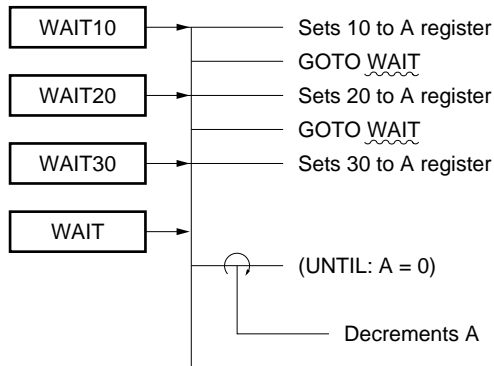 WAIT10 Sets 10 to A register
GOTO WAIT
WAIT20 Sets 20 to A register
GOTO WAIT
WAIT30 Sets 30 to A register
WAIT
(UNTIL: A = 0)
Decrements A